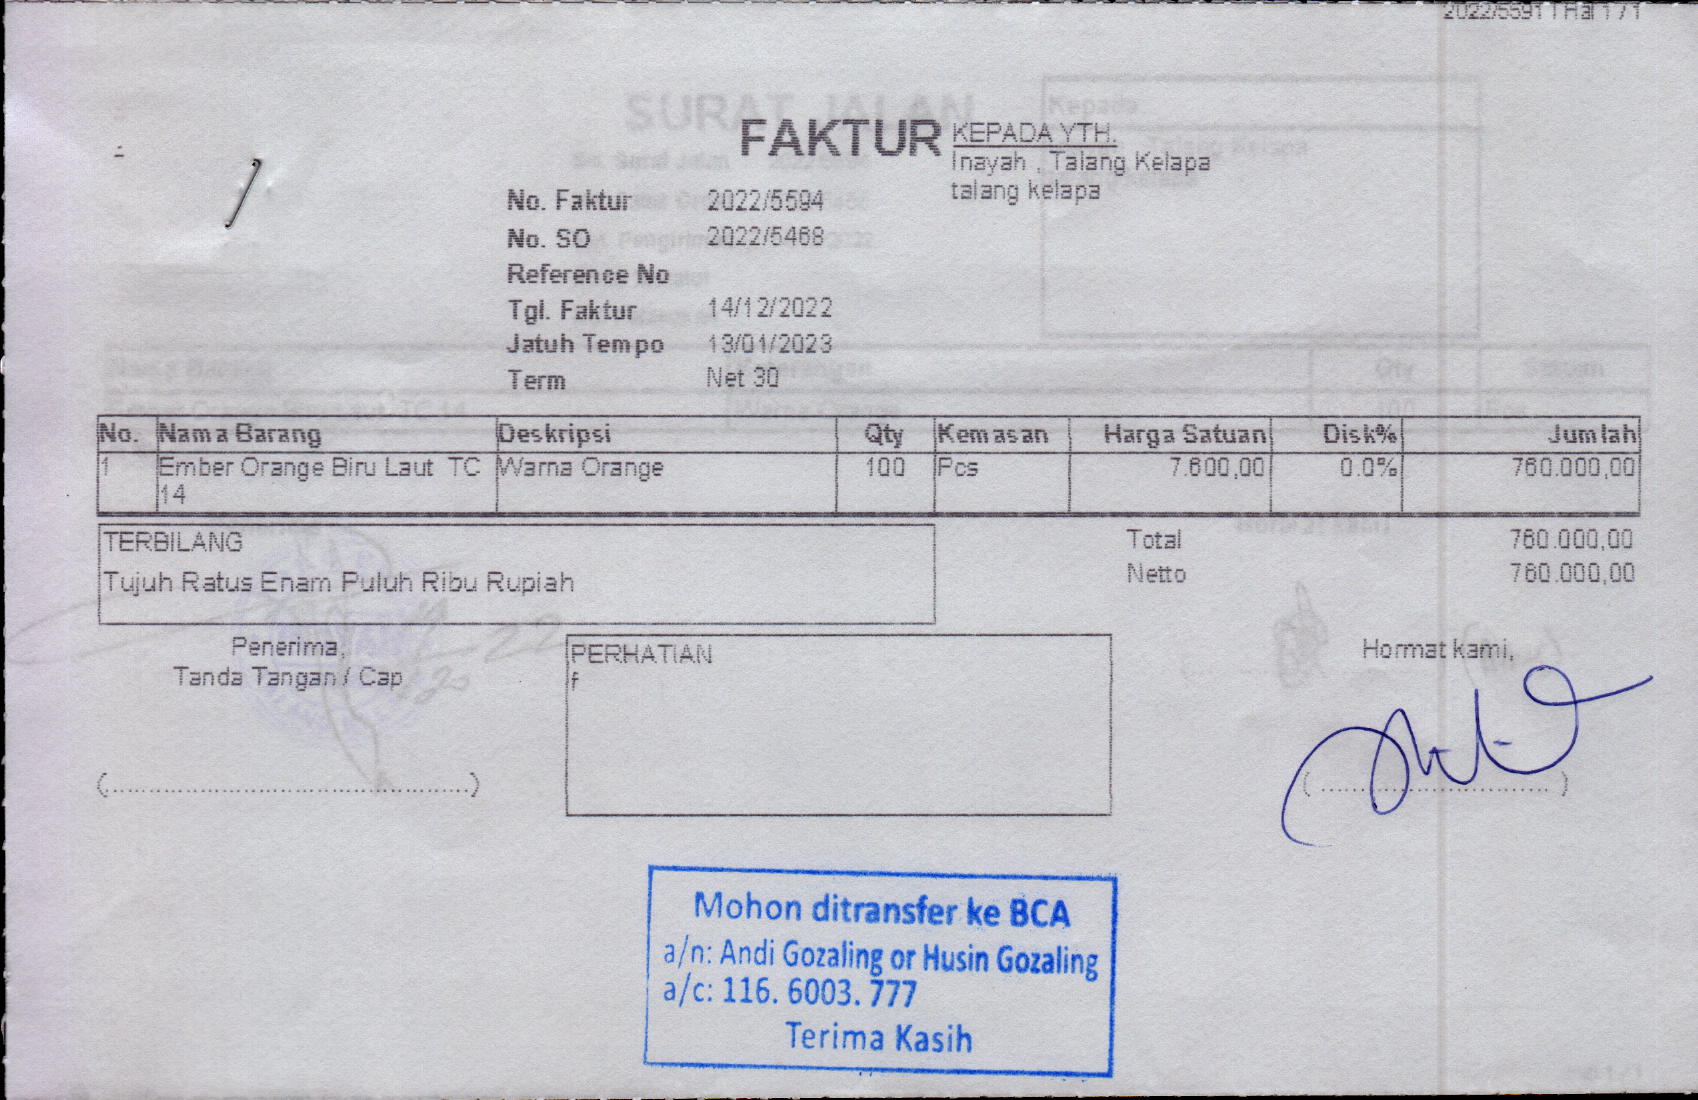 FAKTUR
KEPADA YTH.
Inayah , Talang Kelapa
talang kelapa
No. Faktur 2022/5594
No. SO 2022/5468
Reference No
Tgl. Faktur 14/12/2022
Jatuh Tempo 13/01/2023
Term Net 30
No. Nama Barang Deskripsi Qty Kemasan Harga Satuan Disk% Jumlah
1 Ember Orange Biru Laut TC Warna Orange 100 Pcs 7.600,00 0.0% 760.000,00
14
TERBILANG
Tujuh Ratus Enam Puluh Ribu Rupiah
Total 760.000,00
Netto 760.000,00
Penerima,
Tanda Tangan / Cap
PERHATIAN
f
Hormat kami,
Mohon ditransfer ke BCA
a/n: Andi Gozaling or Husin Gozaling
a/c: 116. 6003. 777
Terima Kasih